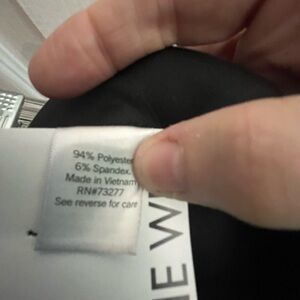 94% Polyester
6% Spandex
Made in Vietnam
RN#73277
See reverse for care